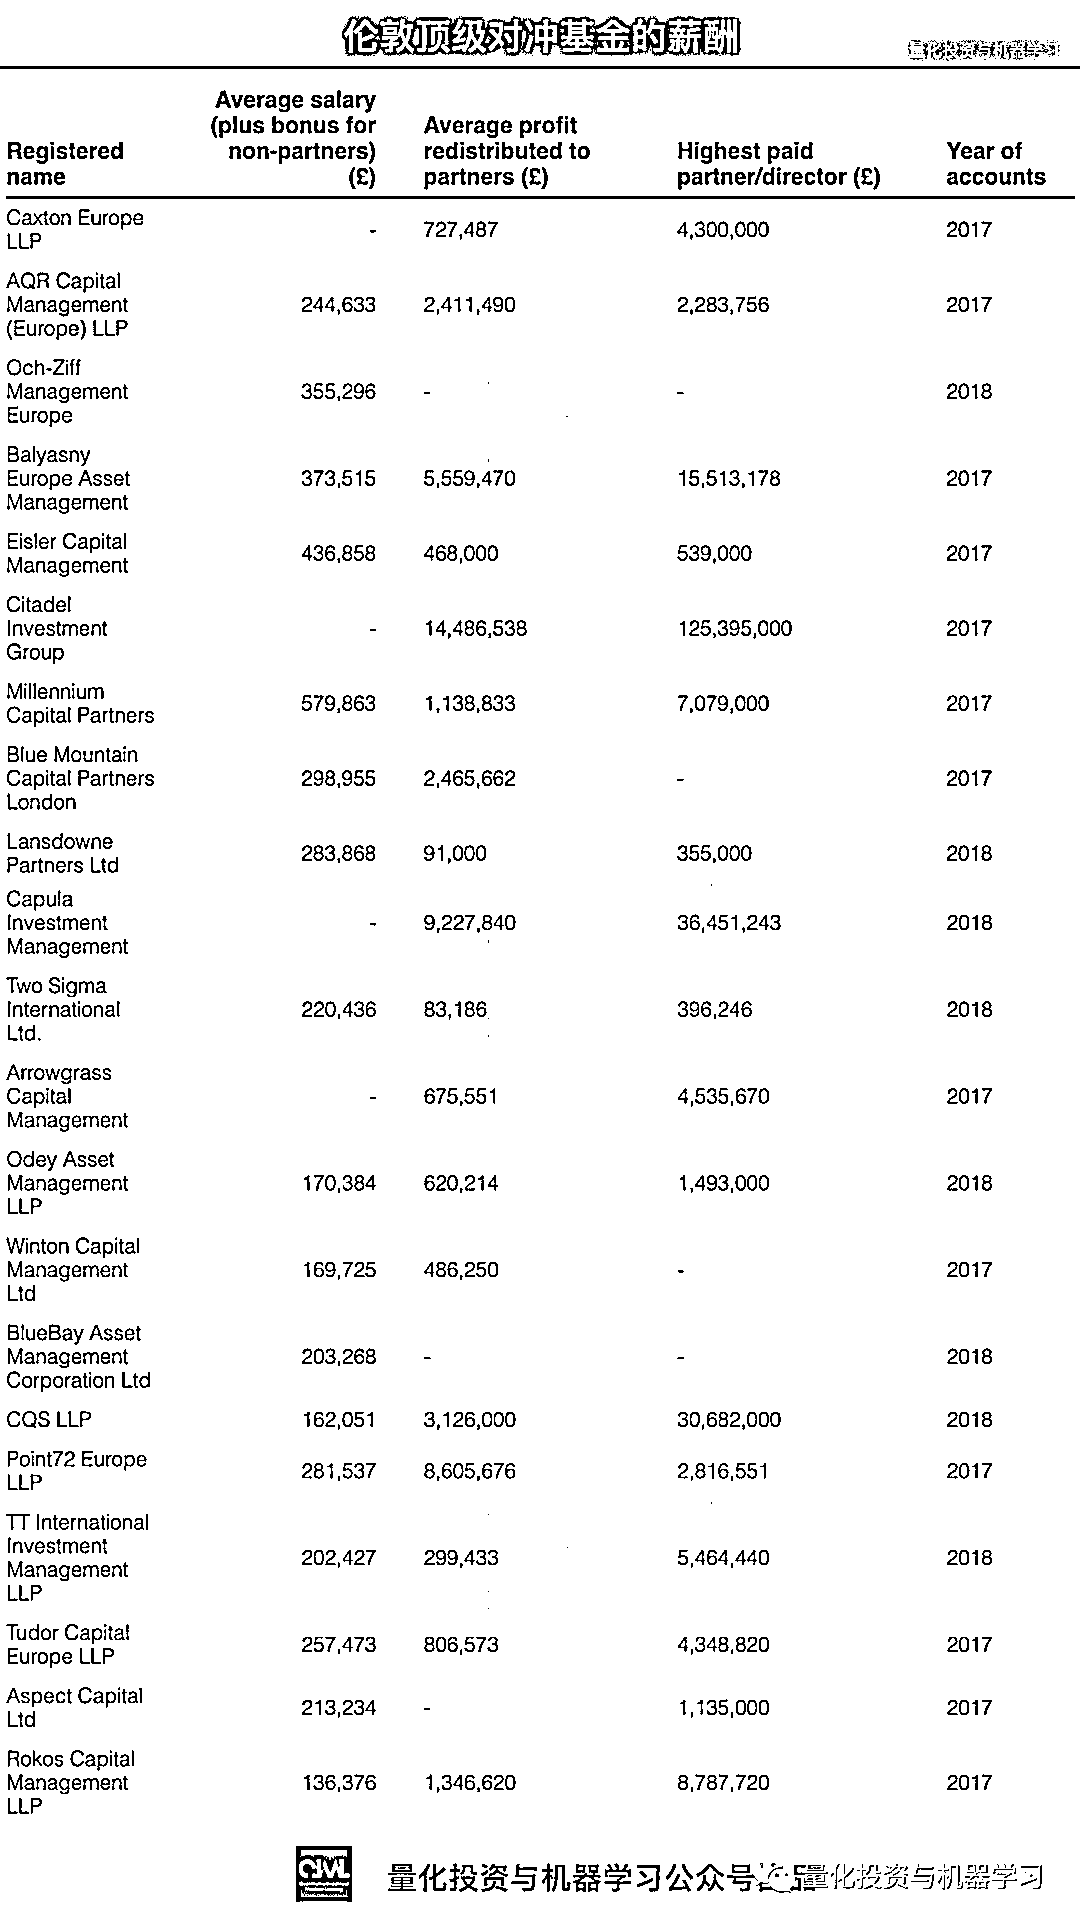 伦敦顶级对冲基金的薪酬
量化投资与机器学习
Registered name
Average salary (plus bonus for non-partners) (£)
Average profit redistributed to partners (£)
Highest paid partner/director (£)
Year of accounts
Caxton Europe LLP - 727,487 4,300,000 2017
AQR Capital Management (Europe) LLP 244,633 2,411,490 2,283,756 2017
Och-Ziff Management Europe 355,296 - - 2018
Balyasny Europe Asset Management 373,515 5,559,470 15,513,178 2017
Eisler Capital Management 436,858 468,000 539,000 2017
Citadel Investment Group - 14,486,538 125,395,000 2017
Millennium Capital Partners 579,863 1,138,833 7,079,000 2017
Blue Mountain Capital Partners London 298,955 2,465,662 - 2017
Lansdowne Partners Ltd 283,868 91,000 355,000 2018
Capula Investment Management - 9,227,840 36,451,243 2018
Two Sigma International Ltd. 220,436 83,186 396,246 2018
Arrowgrass Capital Management - 675,551 4,535,670 2017
Odey Asset Management LLP 170,384 620,214 1,493,000 2018
Winton Capital Management Ltd 169,725 486,250 - 2017
BlueBay Asset Management Corporation Ltd 203,268 - - 2018
CQS LLP 162,051 3,126,000 30,682,000 2018
Point72 Europe LLP 281,537 8,605,676 2,816,551 2017
TT International Investment Management LLP 202,427 299,433 5,464,440 2018
Tudor Capital Europe LLP 257,473 806,573 4,348,820 2017
Aspect Capital Ltd 213,234 - 1,135,000 2017
Rokos Capital Management LLP 136,376 1,346,620 8,787,720 2017
QIML
量化投资与机器学习公众号
量化投资与机器学习